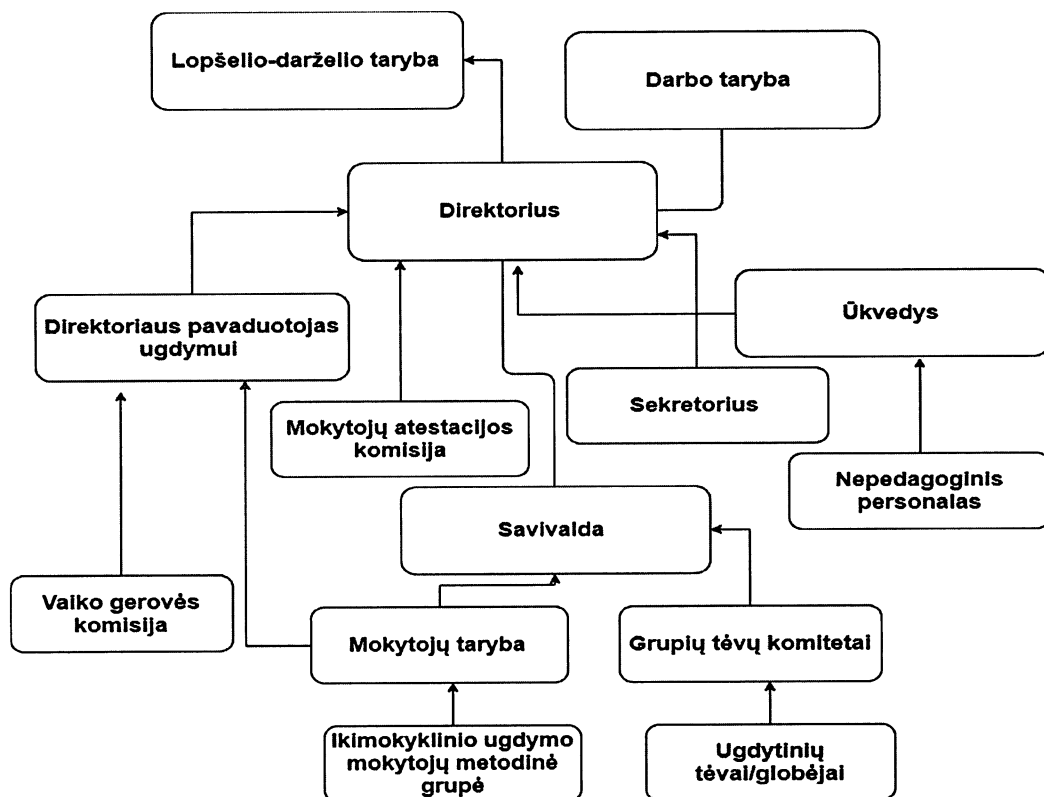 Lopšelio-darželio taryba
Darbo taryba
Direktorius
Direktoriaus pavaduotojas
ugdymui
Ūkvedys
Mokytojų atestacijos
komisija
Sekretorius
Nepedagoginis
personalas
Savivalda
Vaiko gerovės
komisija
Mokytojų taryba
Grupių tėvų komitetai
Ikimokyklinio ugdymo
mokytojų metodinė
grupė
Ugdytinių
tėvai/globėjai